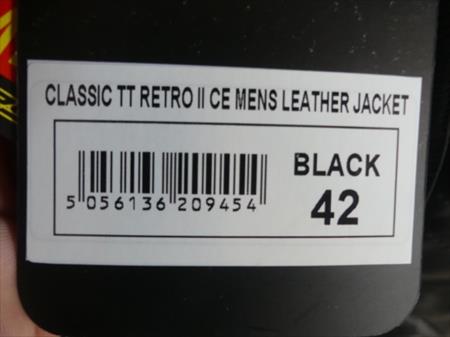 CLASSIC TT RETRO II CE MENS LEATHER JACKET
BLACK
5 056136 209454
42